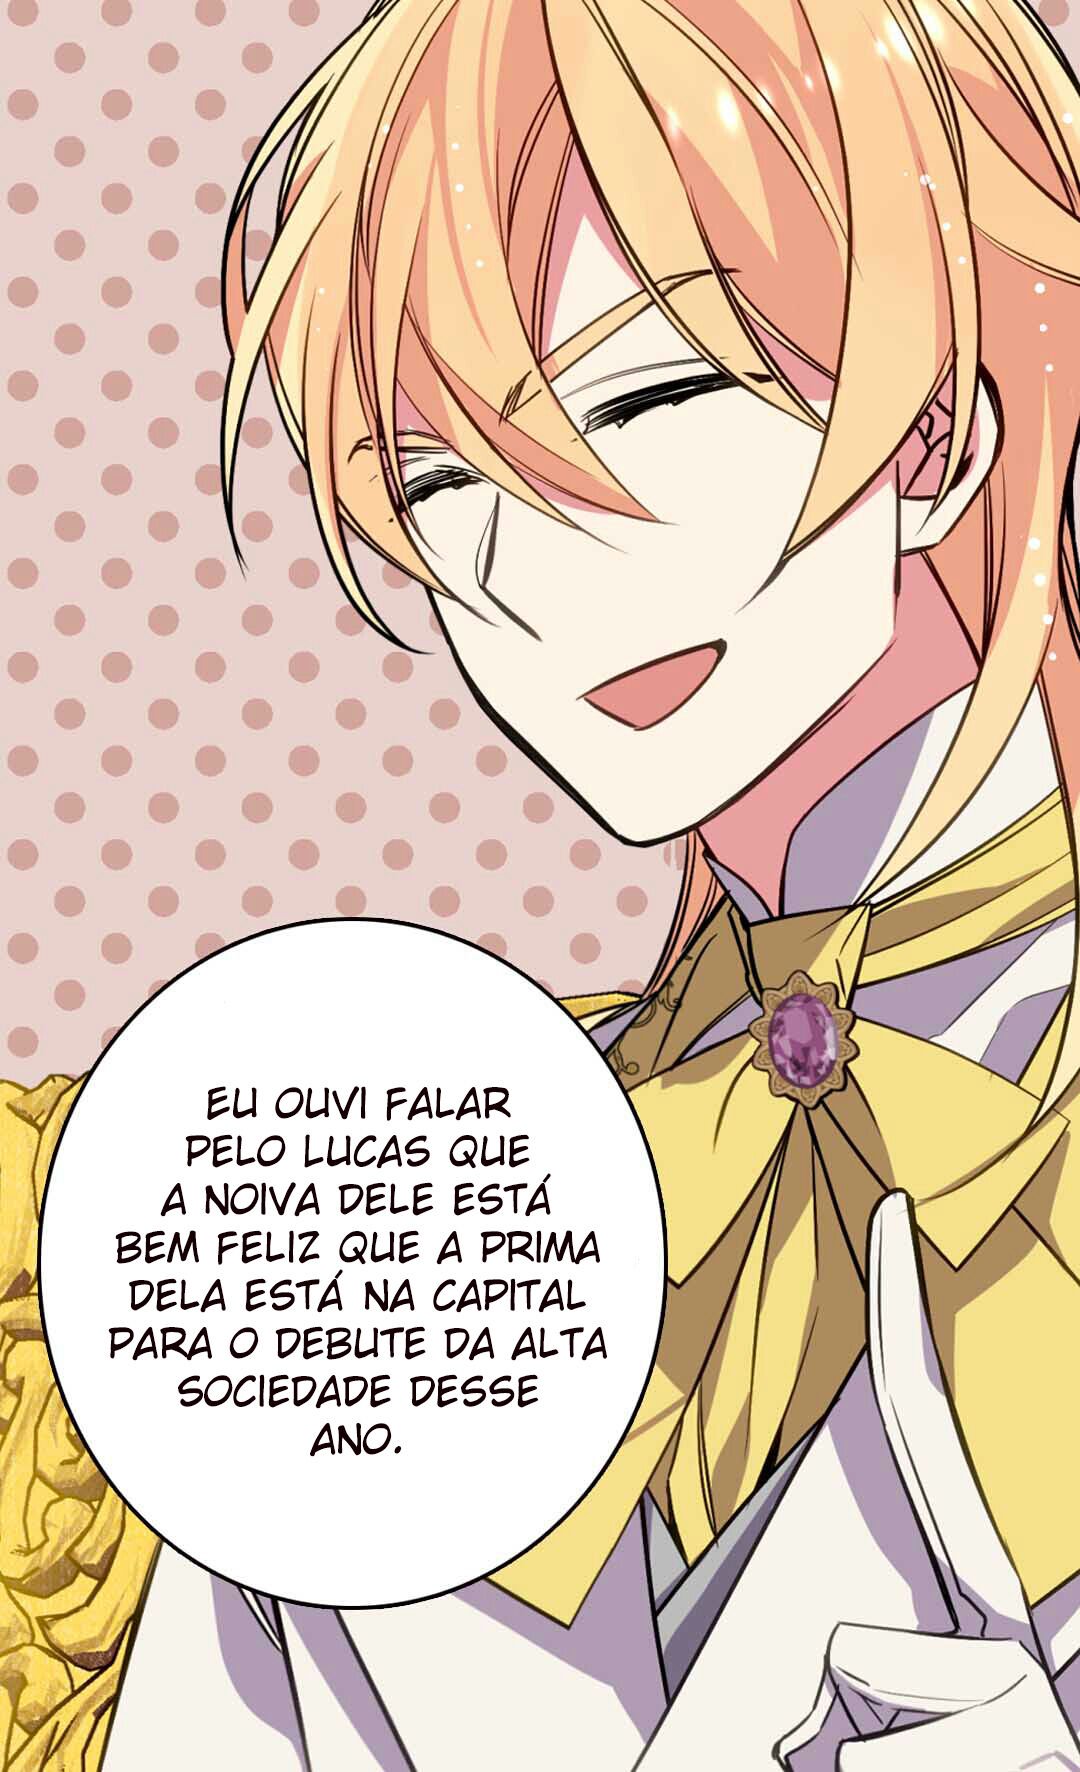 EU OUVI FALAR
PELO LUCAS QUE
A NOIVA DELE ESTÁ
BEM FELIZ QUE A PRIMA
DELA ESTÁ NA CAPITAL
PARA O DEBUTE DA ALTA
SOCIEDADE DESSE
ANO.